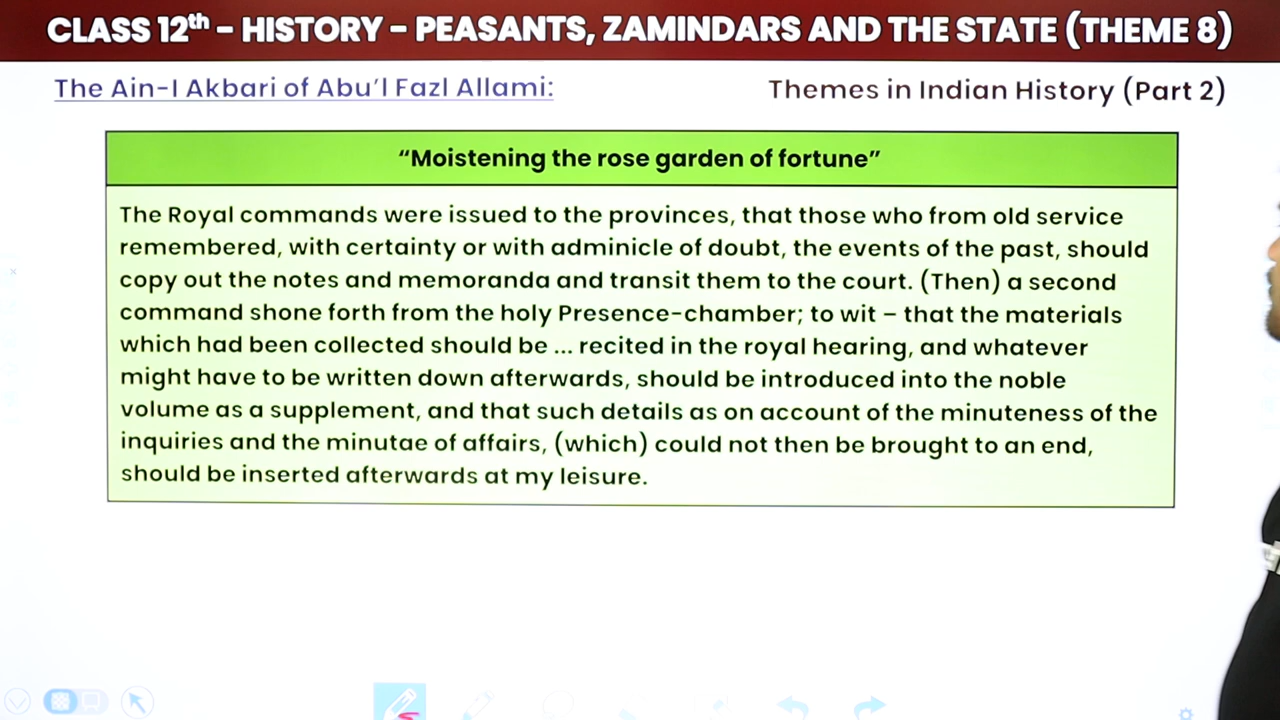 CLASS 12th – HISTORY – PEASANTS, ZAMINDARS AND THE STATE (THEME 8)
The Ain-I Akbari of Abu’l Fazl Allami:
Themes in Indian History (Part 2)
“Moistening the rose garden of fortune”
The Royal commands were issued to the provinces, that those who from old service
remembered, with certainty or with adminicle of doubt, the events of the past, should
copy out the notes and memoranda and transit them to the court. (Then) a second
command shone forth from the holy Presence-chamber; to wit – that the materials
which had been collected should be ... recited in the royal hearing, and whatever
might have to be written down afterwards, should be introduced into the noble
volume as a supplement, and that such details as on account of the minuteness of the
inquiries and the minutae of affairs, (which) could not then be brought to an end,
should be inserted afterwards at my leisure.